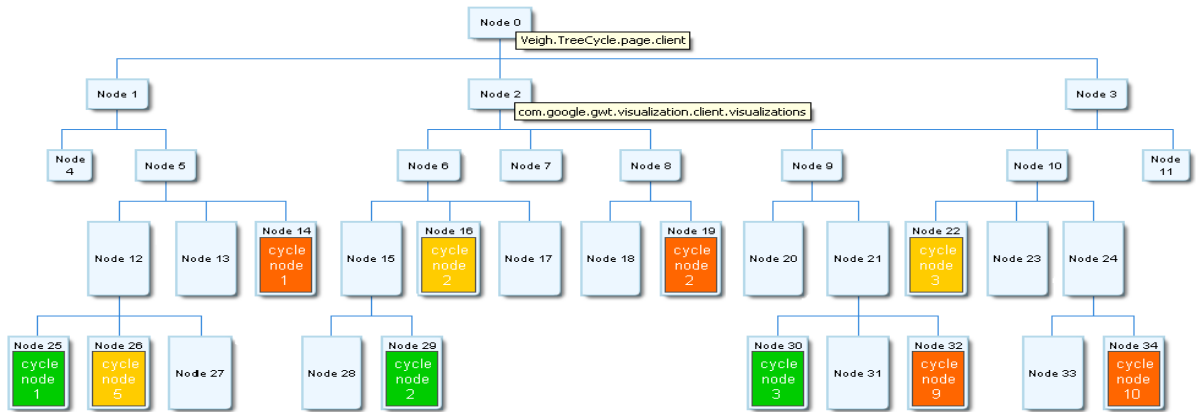 Node 0
Veigh.TreeCycle.page.client
Node 1
Node 2
Node 3
com.google.gwt.visualization.client.visualizations
Node
4
Node 5
Node 6
Node 7
Node 8
Node 9
Node 10
Node
11
Node 12
Node 13
Node 14
cycle
node
1
Node 15
Node 16
cycle
node
2
Node 17
Node 18
Node 19
cycle
node
2
Node 20
Node 21
Node 22
cycle
node
3
Node 23
Node 24
Node 25
cycle
node
1
Node 26
cycle
node
5
Node 27
Node 28
Node 29
cycle
node
2
Node 30
cycle
node
3
Node 31
Node 32
cycle
node
9
Node 33
Node 34
cycle
node
10